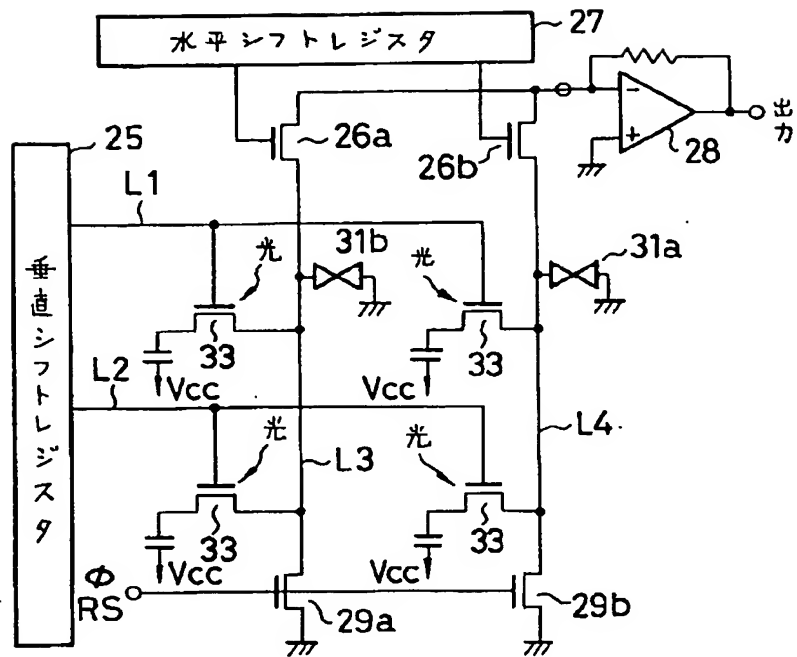 水平シフトレジスタ
27
25
26a
26b
28
出力
L1
光
31b
光
31a
垂直シフトレジスタ
33
Vcc
33
Vcc
L2
光
L3
光
L4
33
Vcc
33
Vcc
Φ
RS
29a
29b
−
+